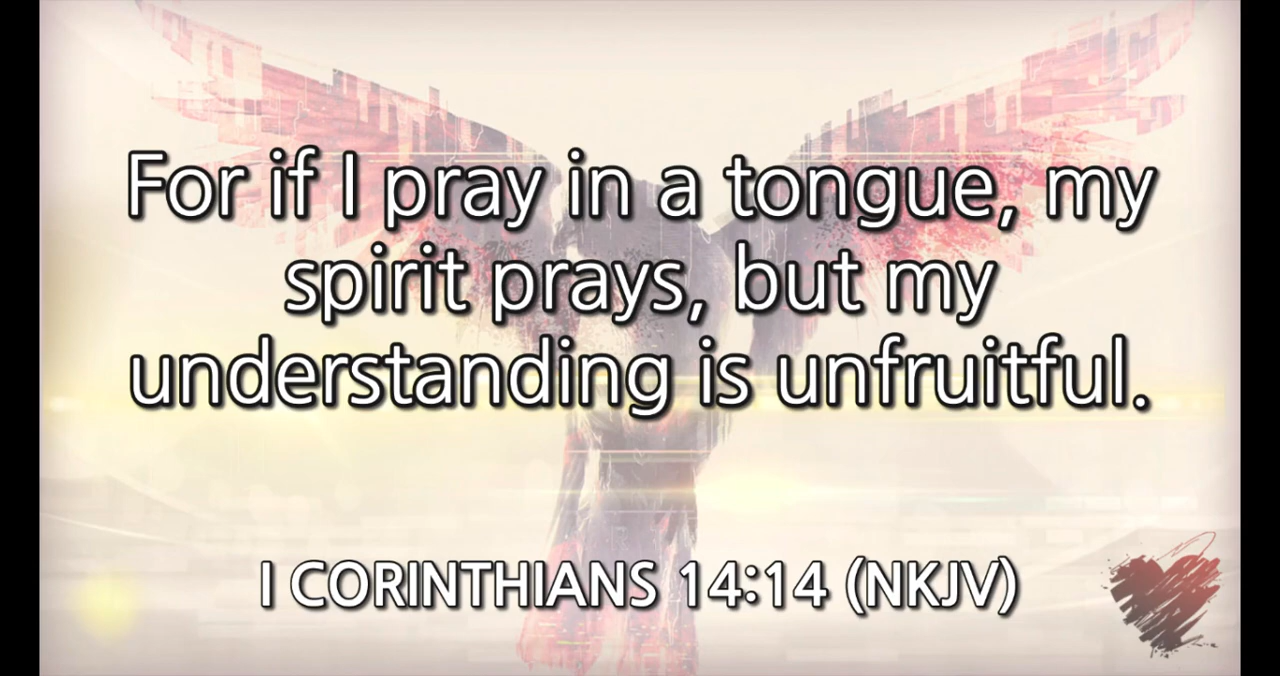 For if I pray in a tongue, my
spirit prays, but my
understanding is unfruitful.
I CORINTHIANS 14:14 (NKJV)